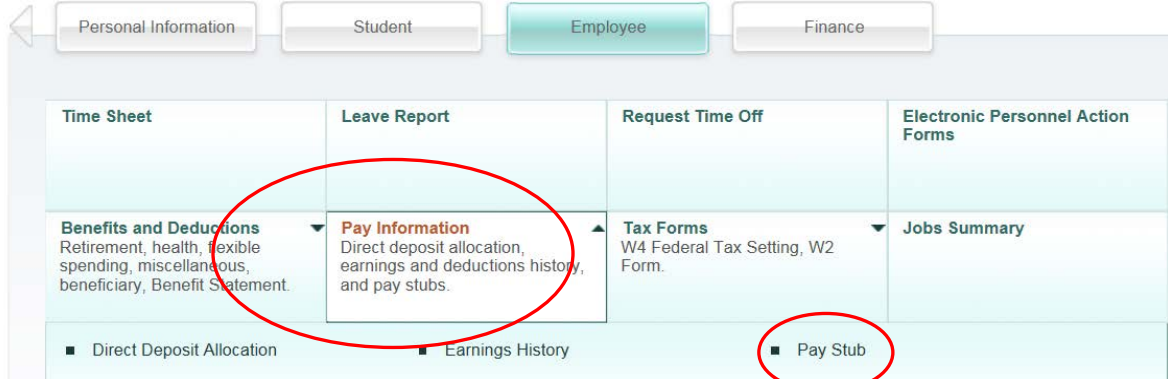 Personal Information
Student
Employee
Finance
Time Sheet
Leave Report
Request Time Off
Electronic Personnel Action
Forms
Benefits and Deductions
Retirement, health, flexible
spending, miscellaneous,
beneficiary, Benefit Statement.
Pay Information
Direct deposit allocation,
earnings and deductions history,
and pay stubs.
Tax Forms
W4 Federal Tax Setting, W2
Form.
Jobs Summary
Direct Deposit Allocation
Earnings History
Pay Stub